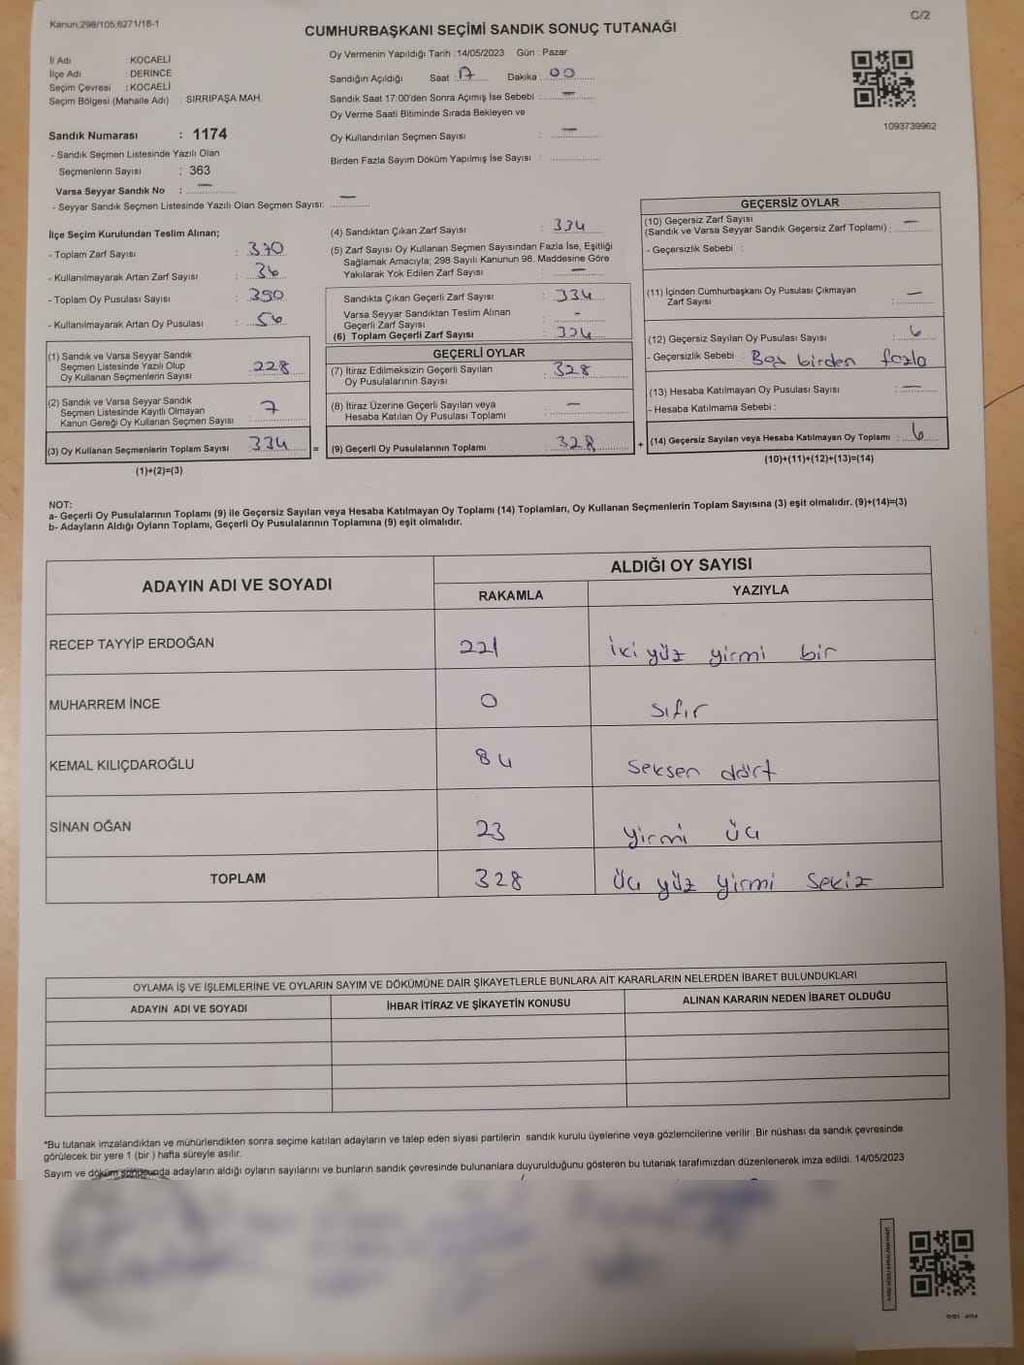 Kanun;298/105,6271/18-1
C/2
CUMHURBAŞKANI SEÇİMİ SANDIK SONUÇ TUTANAĞI
İl Adı : KOCAELİ
İlçe Adı : DERİNCE
Seçim Çevresi : KOCAELİ
Seçim Bölgesi (Mahalle Adı) SIRRIPAŞA MAH.
Oy Vermenin Yapıldığı Tarih :14/05/2023 Gün : Pazar
Sandığın Açıldığı Saat : 17 Dakika : 00
Sandık Saat 17:00'den Sonra Açımış İse Sebebi : —
Oy Verme Saati Bitiminde Sırada Bekleyen ve
Oy Kullandırılan Seçmen Sayısı : —
Birden Fazla Sayım Döküm Yapılmış İse Sayısı :
1093739962
Sandık Numarası : 1174
- Sandık Seçmen Listesinde Yazılı Olan
Seçmenlerin Sayısı : 363
Varsa Seyyar Sandık No : —
- Seyyar Sandık Seçmen Listesinde Yazılı Olan Seçmen Sayısı: —
İlçe Seçim Kurulundan Teslim Alınan;
- Toplam Zarf Sayısı : 370
- Kullanılmayarak Artan Zarf Sayısı : 36
- Toplam Oy Pusulası Sayısı : 390
- Kullanılmayarak Artan Oy Pusulası : 56
(1) Sandık ve Varsa Seyyar Sandık
Seçmen Listesinde Yazılı Olup
Oy Kullanan Seçmenlerin Sayısı : 228
(2) Sandık ve Varsa Seyyar Sandık
Seçmen Listesinde Kayıtlı Olmayan
Kanun Gereği Oy Kullanan Seçmen Sayısı : 7
(3) Oy Kullanan Seçmenlerin Toplam Sayısı 334
(1)+(2)=(3)
(4) Sandıktan Çıkan Zarf Sayısı : 334
(5) Zarf Sayısı Oy Kullanan Seçmen Sayısından Fazla İse, Eşitliği
Sağlamak Amacıyla; 298 Sayılı Kanunun 98. Maddesine Göre
Yakılarak Yok Edilen Zarf Sayısı : —
Sandıkta Çıkan Geçerli Zarf Sayısı : 334
Varsa Seyyar Sandıktan Teslim Alınan
Geçerli Zarf Sayısı : -
(6) Toplam Geçerli Zarf Sayısı : 334
GEÇERLİ OYLAR
(7) İtiraz Edilmeksizin Geçerli Sayılan
Oy Pusulalarının Sayısı : 328
(8) İtiraz Üzerine Geçerli Sayılan veya
Hesaba Katılan Oy Pusulası Toplamı : —
= (9) Geçerli Oy Pusulalarının Toplamı : 328
GEÇERSİZ OYLAR
(10) Geçersiz Zarf Sayısı
(Sandık ve Varsa Seyyar Sandık Geçersiz Zarf Toplamı) : —
- Geçersizlik Sebebi :
(11) İçinden Cumhurbaşkanı Oy Pusulası Çıkmayan
Zarf Sayısı : —
(12) Geçersiz Sayılan Oy Pusulası Sayısı : 6
- Geçersizlik Sebebi : birden fazla
(13) Hesaba Katılmayan Oy Pusulası Sayısı : —
- Hesaba Katılmama Sebebi :
+ (14) Geçersiz Sayılan veya Hesaba Katılmayan Oy Toplamı : 6
(10)+(11)+(12)+(13)=(14)
NOT:
a- Geçerli Oy Pusulalarının Toplamı (9) ile Geçersiz Sayılan veya Hesaba Katılmayan Oy Toplamı (14) Toplamları, Oy Kullanan Seçmenlerin Toplam Sayısına (3) eşit olmalıdır. (9)+(14)=(3)
b- Adayların Aldığı Oyların Toplamı, Geçerli Oy Pusulalarının Toplamına (9) eşit olmalıdır.
ADAYIN ADI VE SOYADI
ALDIĞI OY SAYISI
RAKAMLA YAZIYLA
RECEP TAYYİP ERDOĞAN 221 iki yüz yirmi bir
MUHARREM İNCE 0 sıfır
KEMAL KILIÇDAROĞLU 84 seksen dört
SİNAN OĞAN 23 yirmi üç
TOPLAM 328 üç yüz yirmi sekiz
OYLAMA İŞ VE İŞLEMLERİNE VE OYLARIN SAYIM VE DÖKÜMÜNE DAİR ŞİKAYETLERLE BUNLARA AİT KARARLARIN NELERDEN İBARET BULUNDUKLARI
ADAYIN ADI VE SOYADI İHBAR İTİRAZ VE ŞİKAYETİN KONUSU ALINAN KARARIN NEDEN İBARET OLDUĞU
*Bu tutanak imzalandıktan ve mühürlendikten sonra seçime katılan adayların ve talep eden siyasi partilerin sandık kurulu üyelerine veya gözlemcilerine verilir .Bir nüshası da sandık çevresinde
görülecek bir yere 1 (bir ) hafta süreyle asılır.
Sayım ve döküm sonucunda adayların aldığı oyların sayılarını ve bunların sandık çevresinde bulunanlara duyurulduğunu gösteren bu tutanak tarafımızdan düzenlenerek imza edildi. 14/05/2023